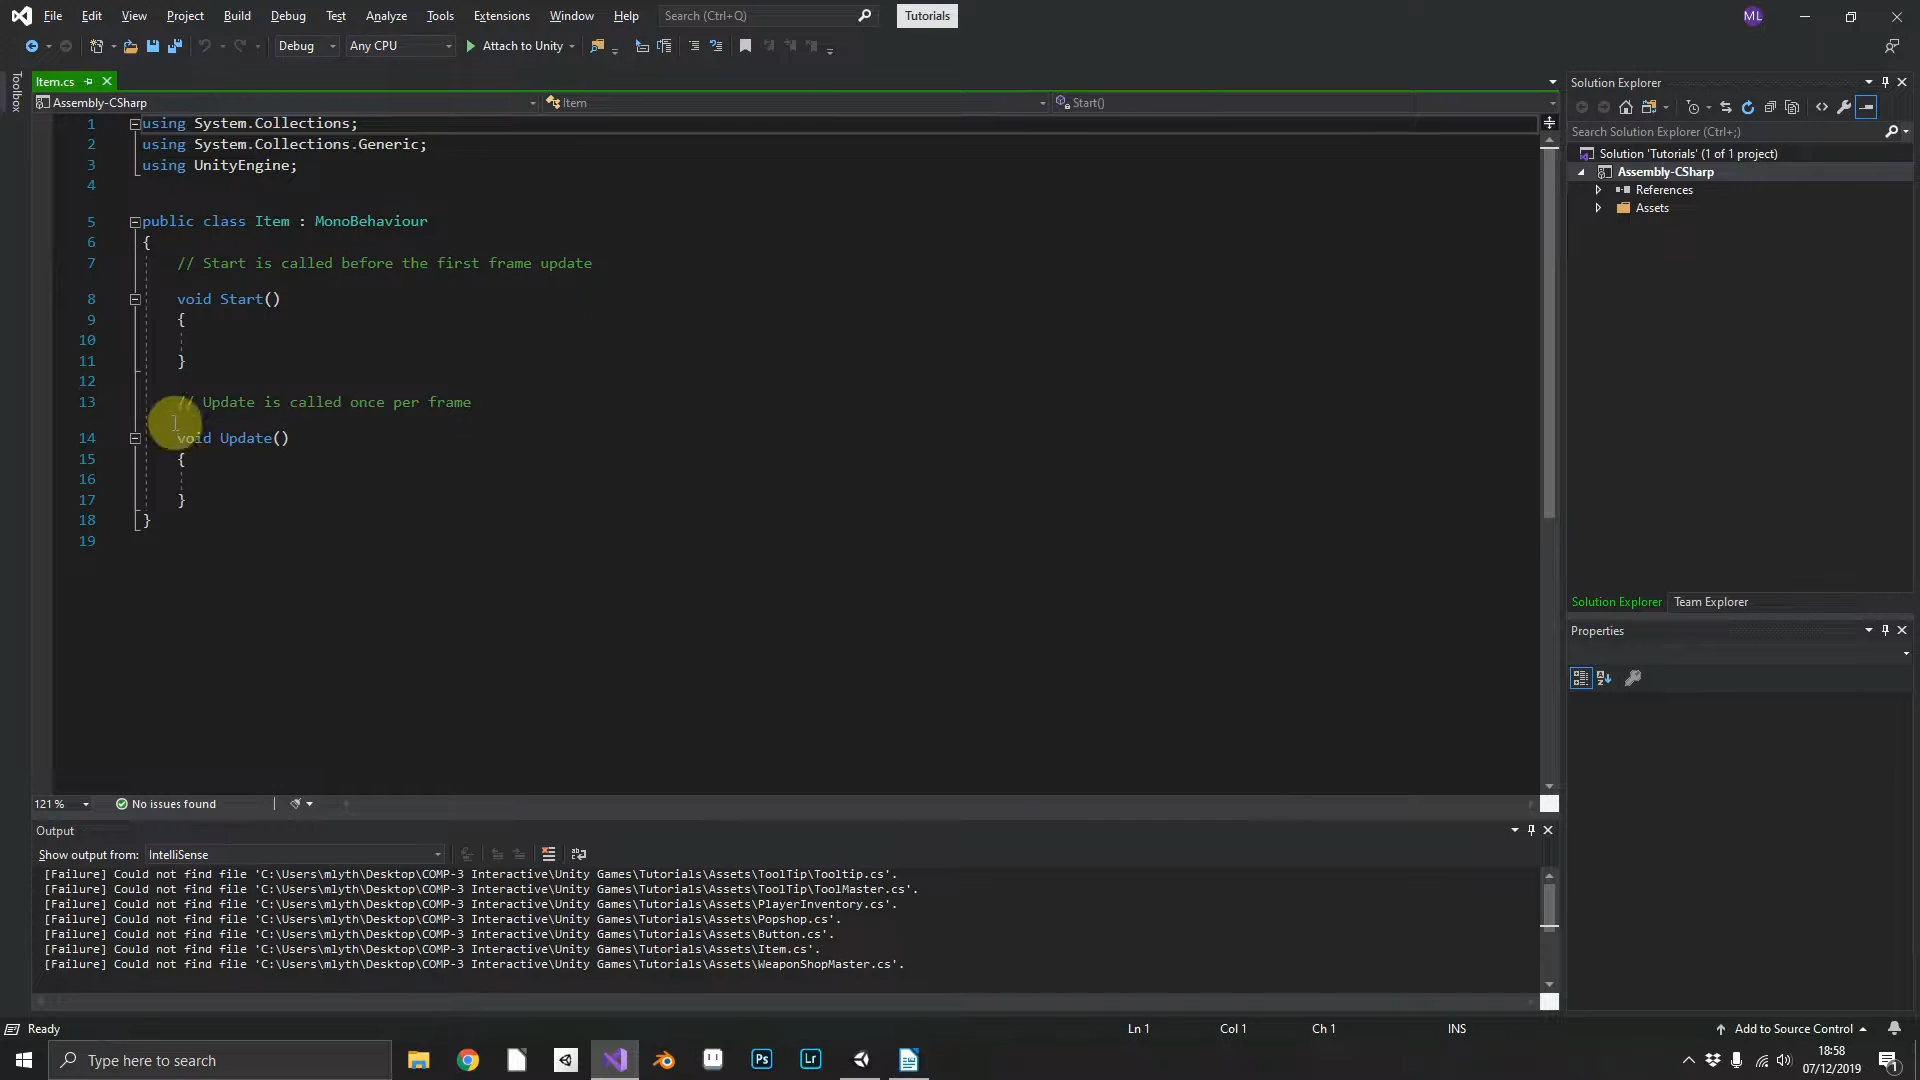 File Edit View Project Build Debug Test Analyze Tools Extensions Window Help Search (Ctrl+Q) Tutorials ML
Debug Any CPU Attach to Unity
Toolbox
Item.cs
Assembly-CSharp Item Start()
1 using System.Collections;
2 using System.Collections.Generic;
3 using UnityEngine;
4
5 public class Item : MonoBehaviour
6 {
7 // Start is called before the first frame update
8 void Start()
9 {
10
11 }
12
13 // Update is called once per frame
14 void Update()
15 {
16
17 }
18 }
19
121 % No issues found
Output
Show output from: IntelliSense
[Failure] Could not find file 'C:\Users\mlyth\Desktop\COMP-3 Interactive\Unity Games\Tutorials\Assets\ToolTip\Tooltip.cs'.
[Failure] Could not find file 'C:\Users\mlyth\Desktop\COMP-3 Interactive\Unity Games\Tutorials\Assets\ToolTip\ToolMaster.cs'.
[Failure] Could not find file 'C:\Users\mlyth\Desktop\COMP-3 Interactive\Unity Games\Tutorials\Assets\PlayerInventory.cs'.
[Failure] Could not find file 'C:\Users\mlyth\Desktop\COMP-3 Interactive\Unity Games\Tutorials\Assets\Popshop.cs'.
[Failure] Could not find file 'C:\Users\mlyth\Desktop\COMP-3 Interactive\Unity Games\Tutorials\Assets\Button.cs'.
[Failure] Could not find file 'C:\Users\mlyth\Desktop\COMP-3 Interactive\Unity Games\Tutorials\Assets\Item.cs'.
[Failure] Could not find file 'C:\Users\mlyth\Desktop\COMP-3 Interactive\Unity Games\Tutorials\Assets\WeaponShopMaster.cs'.
Solution Explorer
Search Solution Explorer (Ctrl+;)
Solution 'Tutorials' (1 of 1 project)
Assembly-CSharp
References
Assets
Solution Explorer Team Explorer
Properties
Ready Ln 1 Col 1 Ch 1 INS Add to Source Control
Type here to search Ps Lr
18:58
07/12/2019
1